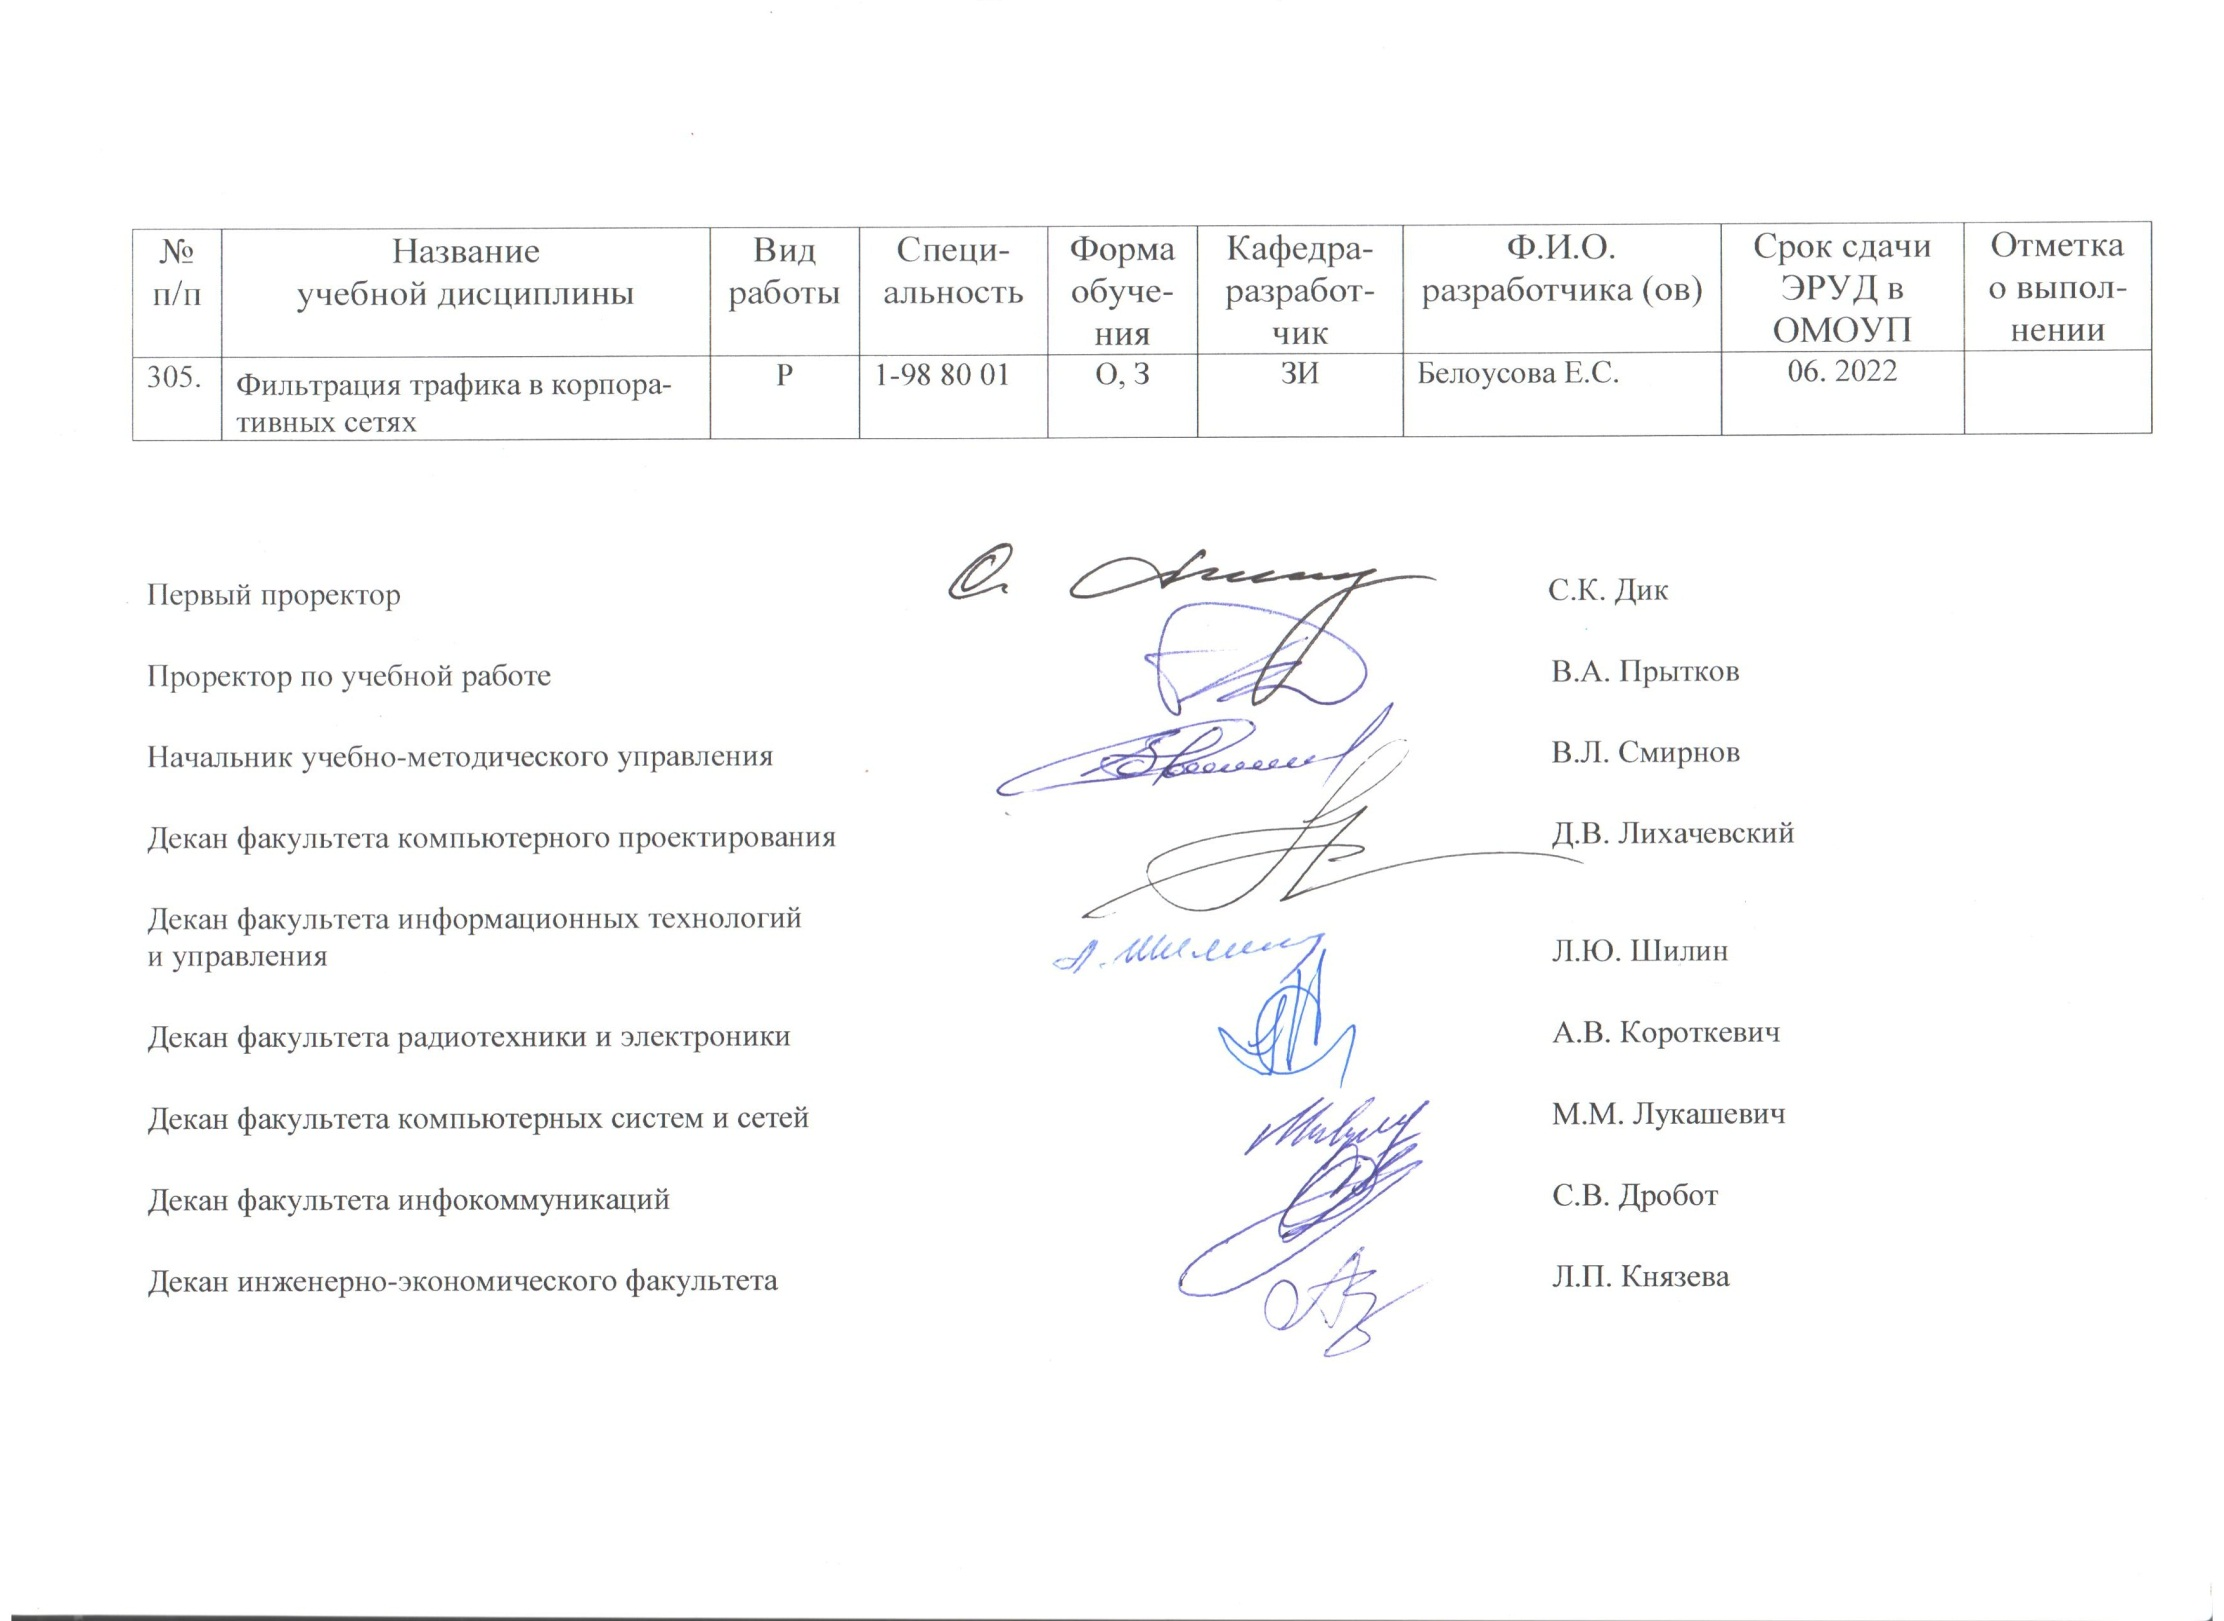 № п/п
Название учебной дисциплины
Вид работы
Специ-альность
Форма обуче-ния
Кафедра-разработ-чик
Ф.И.О. разработчика (ов)
Срок сдачи ЭРУД в ОМОУП
Отметка о выпол-нении
305.
Фильтрация трафика в корпора-
тивных сетях
Р
1-98 80 01
О, З
ЗИ
Белоусова Е.С.
06. 2022
Первый проректор С.К. Дик
Проректор по учебной работе В.А. Прытков
Начальник учебно-методического управления В.Л. Смирнов
Декан факультета компьютерного проектирования Д.В. Лихачевский
Декан факультета информационных технологий
и управления Л.Ю. Шилин
Декан факультета радиотехники и электроники А.В. Короткевич
Декан факультета компьютерных систем и сетей М.М. Лукашевич
Декан факультета инфокоммуникаций С.В. Дробот
Декан инженерно-экономического факультета Л.П. Князева